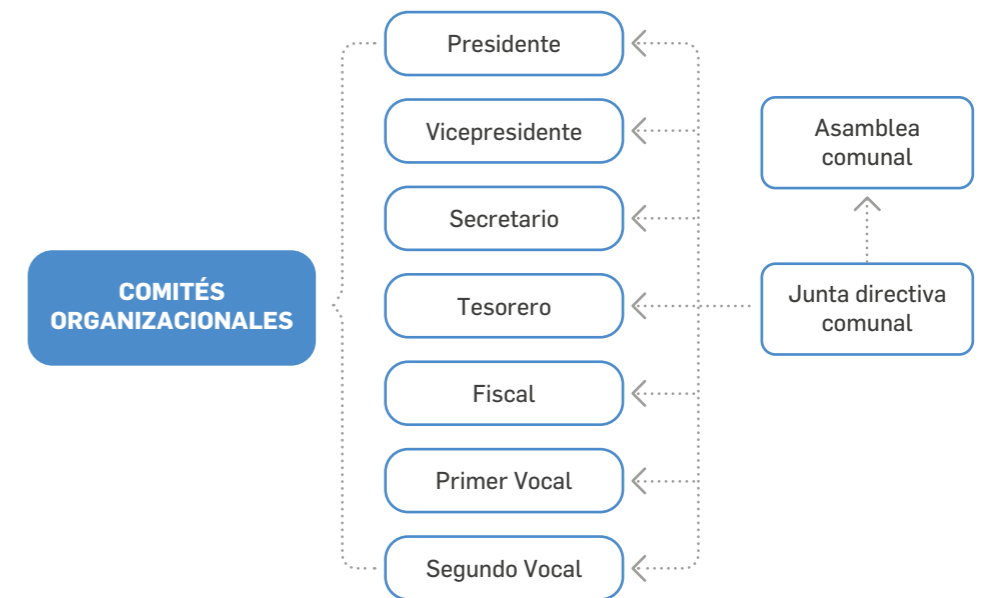 COMITÉS
ORGANIZACIONALES
Presidente
Vicepresidente
Secretario
Tesorero
Fiscal
Primer Vocal
Segundo Vocal
Asamblea
comunal
Junta directiva
comunal